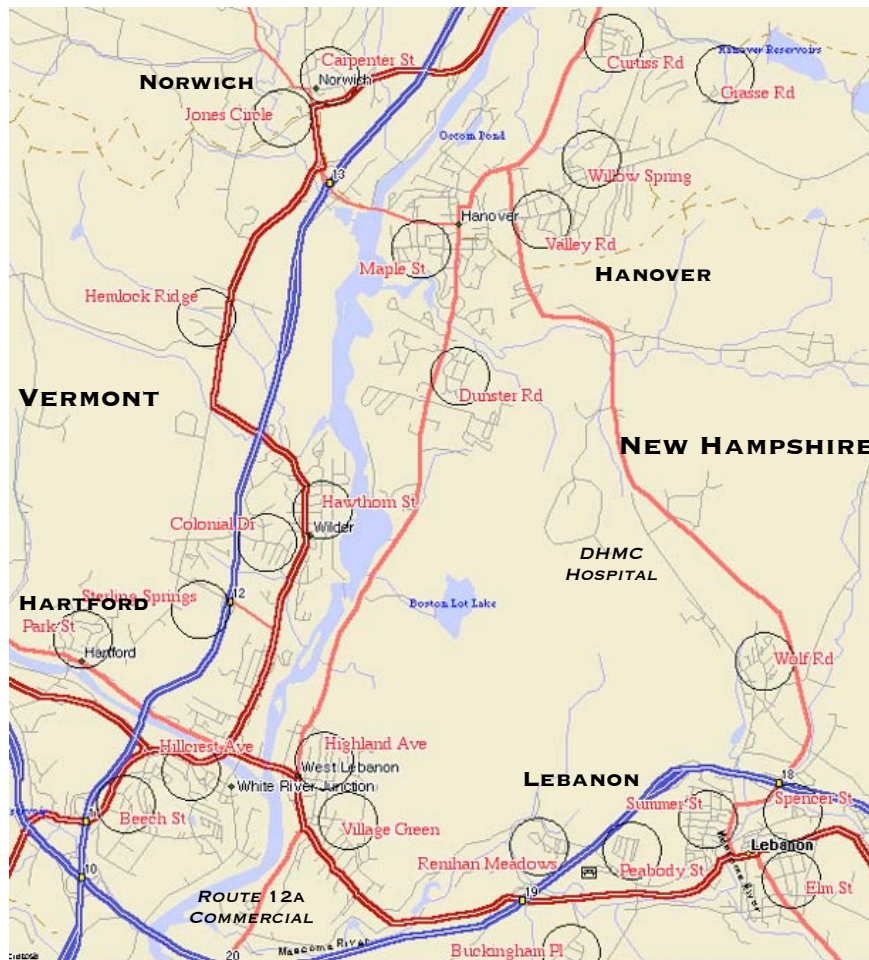 Carpenter St
Curtiss Rd
Hanover Reservoirs
NORWICH
Norwich
Grasse Rd
Jones Circle
Occom Pond
13
Willow Spring
Hanover
Valley Rd
Maple St
HANOVER
Hemlock Ridge
VERMONT
Dunster Rd
NEW HAMPSHIRE
Hawthorn St
Colonial Dr
Wilder
DHMC
HOSPITAL
12
Sterling Springs
HARTFORD
Boston Lot Lake
Park St
Hartford
Wolf Rd
Hillcrest Ave
Highland Ave
West Lebanon
LEBANON
18
White River Junction
Summer St
Spencer St
Beech St
Village Green
Mascoma River
Lebanon
Renihan Meadows
Peabody St
10
Elm St
19
ROUTE 12A
COMMERCIAL
Mascoma River
20
Buckingham Pl